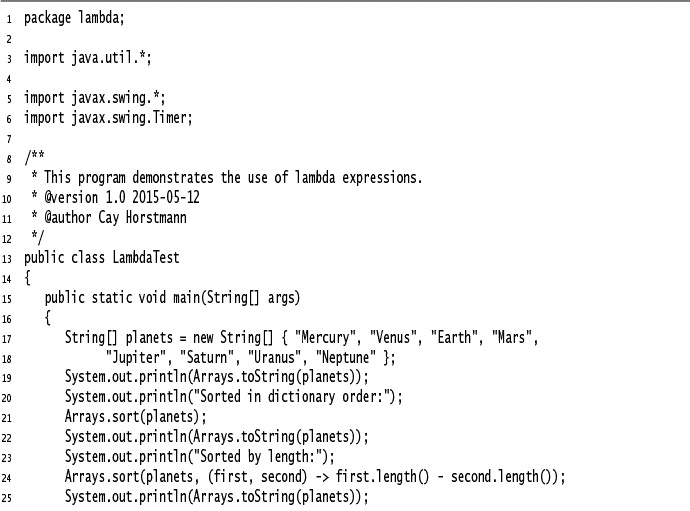 1 package lambda;
2
3 import java.util.*;
4
5 import javax.swing.*;
6 import javax.swing.Timer;
7
8 /**
9  * This program demonstrates the use of lambda expressions.
10  * @version 1.0 2015-05-12
11  * @author Cay Horstmann
12  */
13 public class LambdaTest
14 {
15    public static void main(String[] args)
16    {
17       String[] planets = new String[] { "Mercury", "Venus", "Earth", "Mars",
18             "Jupiter", "Saturn", "Uranus", "Neptune" };
19       System.out.println(Arrays.toString(planets));
20       System.out.println("Sorted in dictionary order:");
21       Arrays.sort(planets);
22       System.out.println(Arrays.toString(planets));
23       System.out.println("Sorted by length:");
24       Arrays.sort(planets, (first, second) -> first.length() - second.length());
25       System.out.println(Arrays.toString(planets));